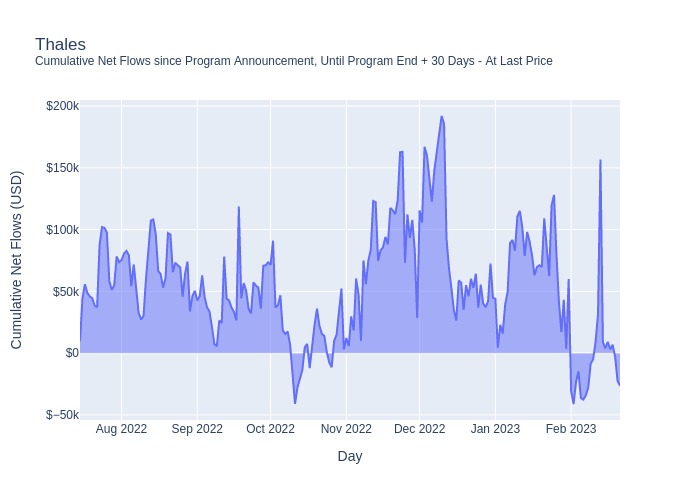 Thales
Cumulative Net Flows since Program Announcement, Until Program End + 30 Days - At Last Price
Cumulative Net Flows (USD)
$200k
$150k
$100k
$50k
$0
$−50k
Aug 2022
Sep 2022
Oct 2022
Nov 2022
Dec 2022
Jan 2023
Feb 2023
Day